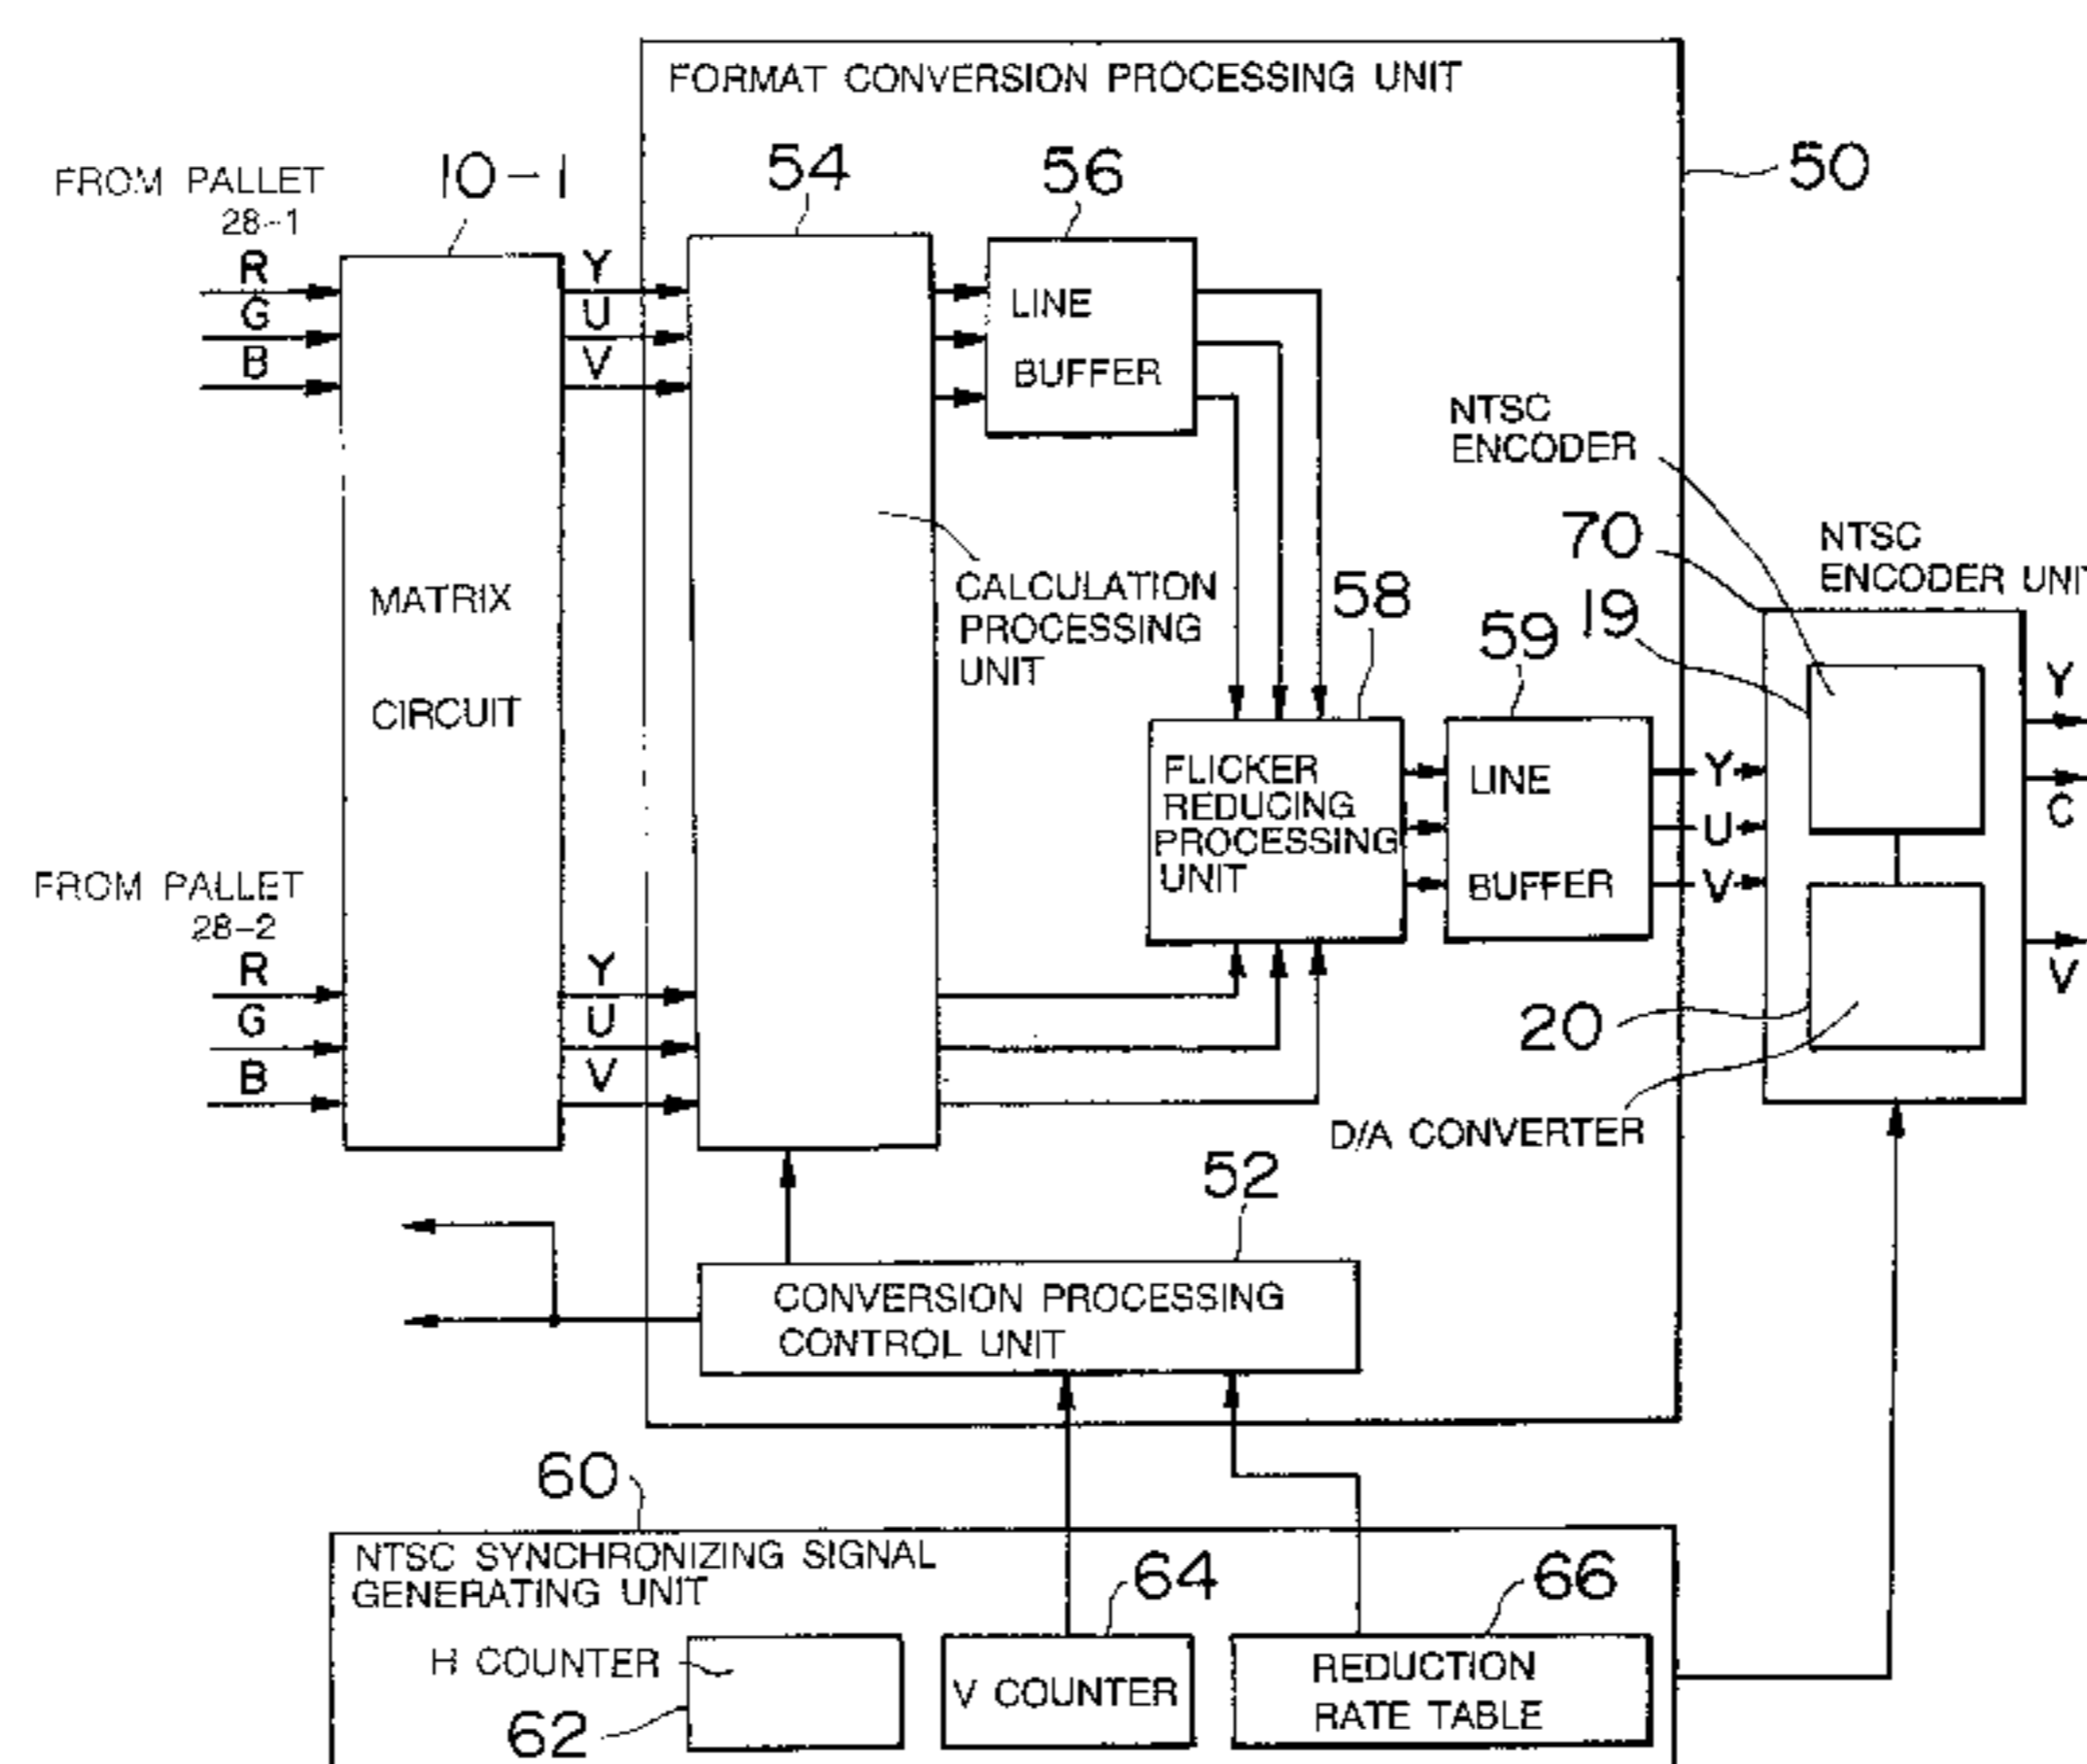 FORMAT CONVERSION PROCESSING UNIT
50
FROM PALLET
28-1
10-1
54
56
R
G
B
Y
U
V
LINE
BUFFER
MATRIX
CIRCUIT
CALCULATION
PROCESSING
UNIT
NTSC
ENCODER
70
19
NTSC
ENCODER UNIT
58
59
FLICKER
REDUCING
PROCESSING
UNIT
LINE
BUFFER
Y
U
V
Y
C
V
20
D/A CONVERTER
FROM PALLET
28-2
R
G
B
Y
U
V
52
CONVERSION PROCESSING
CONTROL UNIT
60
NTSC SYNCHRONIZING SIGNAL
GENERATING UNIT
H COUNTER
62
64
V COUNTER
66
REDUCTION
RATE TABLE